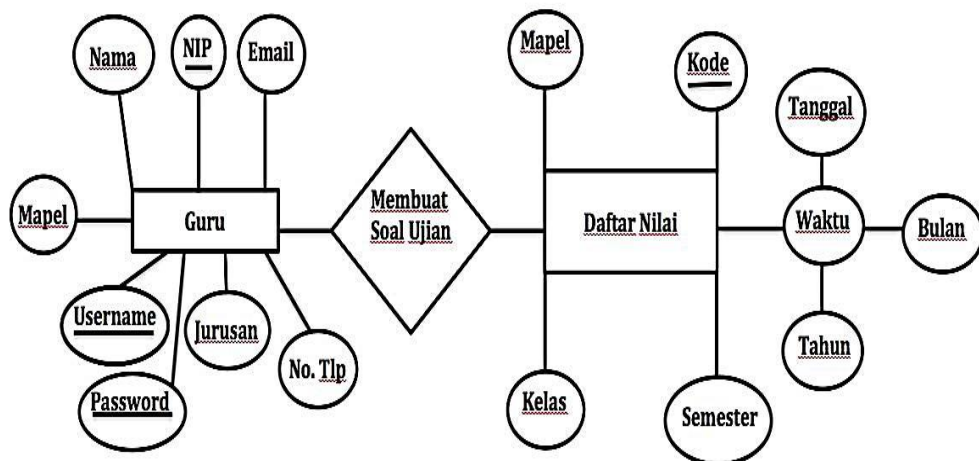 Nama
NIP
Email
Mapel
Guru
Username
Password
Jurusan
No. Tlp
Membuat
Soal Ujian
Mapel
Kode
Daftar Nilai
Kelas
Semester
Waktu
Tanggal
Bulan
Tahun